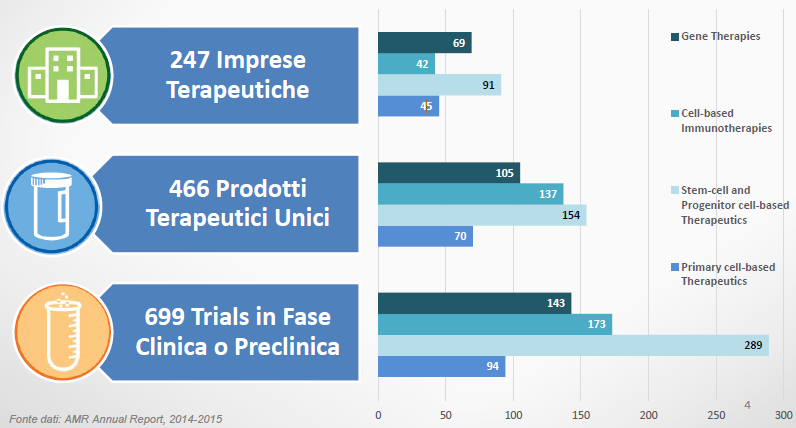 247 Imprese
Terapeutiche
466 Prodotti
Terapeutici Unici
699 Trials in Fase
Clinica o Preclinica
69
42
91
45
105
137
154
70
143
173
289
94
0
50
100
150
200
250
300
Gene Therapies
Cell-based
Immunotherapies
Stem-cell and
Progenitor cell-based
Therapeutics
Primary cell-based
Therapeutics
4
Fonte dati: AMR Annual Report, 2014-2015